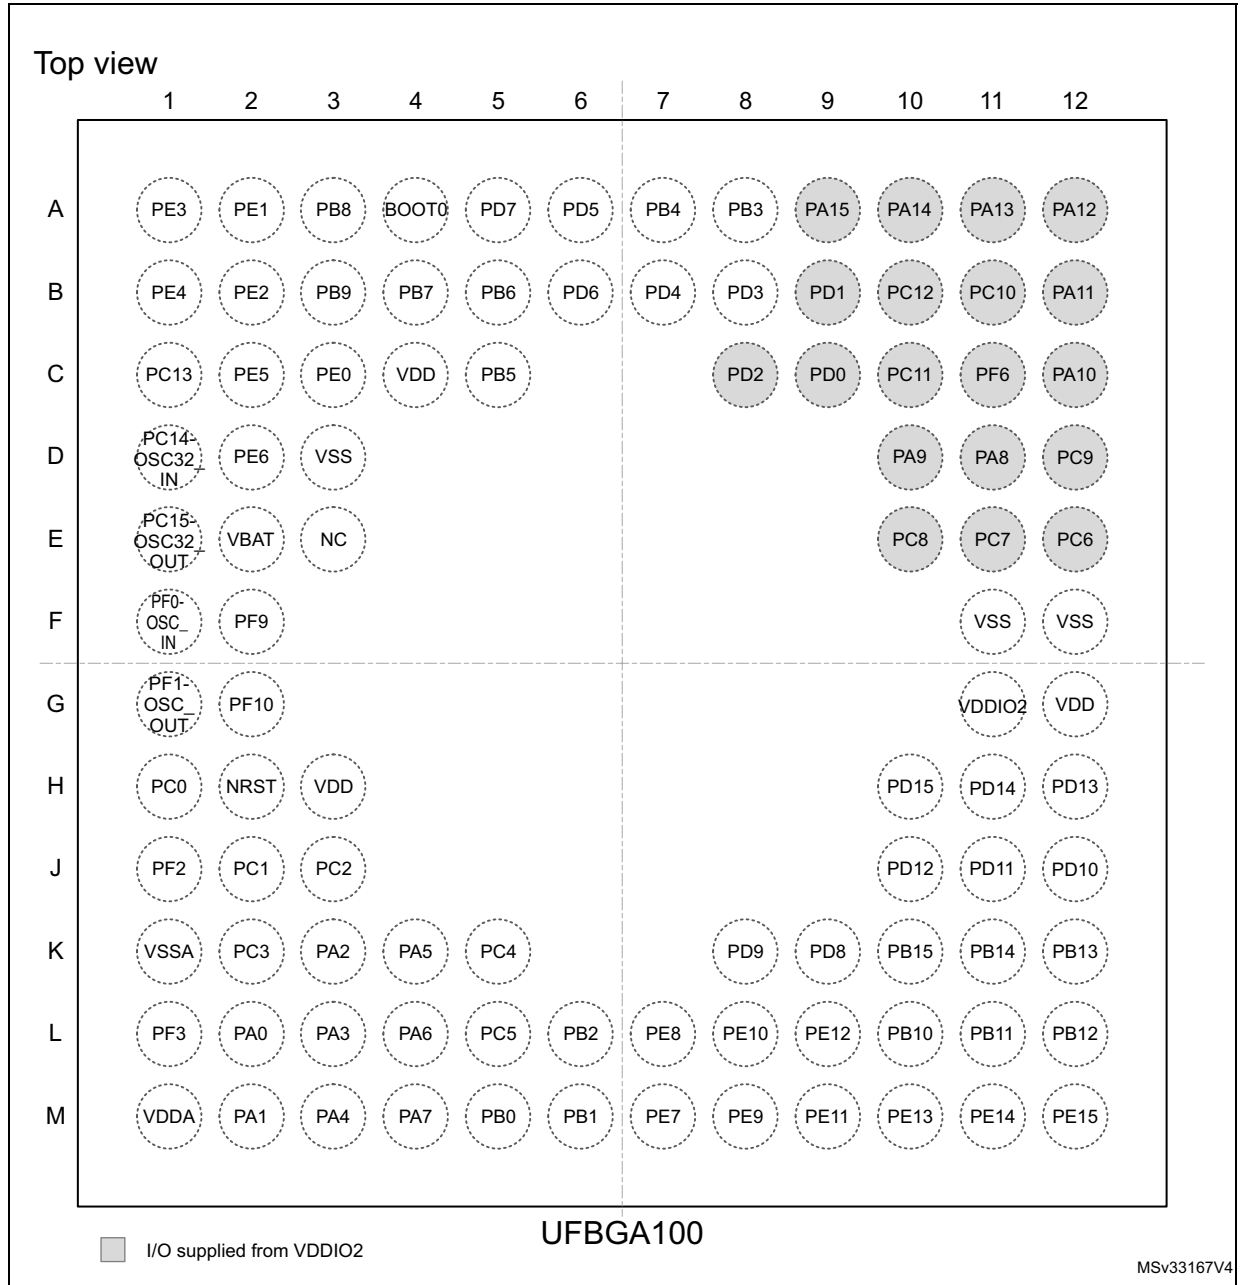 Top view
1 2 3 4 5 6 7 8 9 10 11 12
A PE3 PE1 PB8 BOOT0 PD7 PD5 PB4 PB3 PA15 PA14 PA13 PA12
B PE4 PE2 PB9 PB7 PB6 PD6 PD4 PD3 PD1 PC12 PC10 PA11
C PC13 PE5 PE0 VDD PB5 PD2 PD0 PC11 PF6 PA10
D PC14-OSC32_IN PE6 VSS PA9 PA8 PC9
E PC15-OSC32_OUT VBAT NC PC8 PC7 PC6
F PF0-OSC_IN PF9 VSS VSS
G PF1-OSC_OUT PF10 VDDIO2 VDD
H PC0 NRST VDD PD15 PD14 PD13
J PF2 PC1 PC2 PD12 PD11 PD10
K VSSA PC3 PA2 PA5 PC4 PD9 PD8 PB15 PB14 PB13
L PF3 PA0 PA3 PA6 PC5 PB2 PE8 PE10 PE12 PB10 PB11 PB12
M VDDA PA1 PA4 PA7 PB0 PB1 PE7 PE9 PE11 PE13 PE14 PE15
UFBGA100
I/O supplied from VDDIO2
MSv33167V4